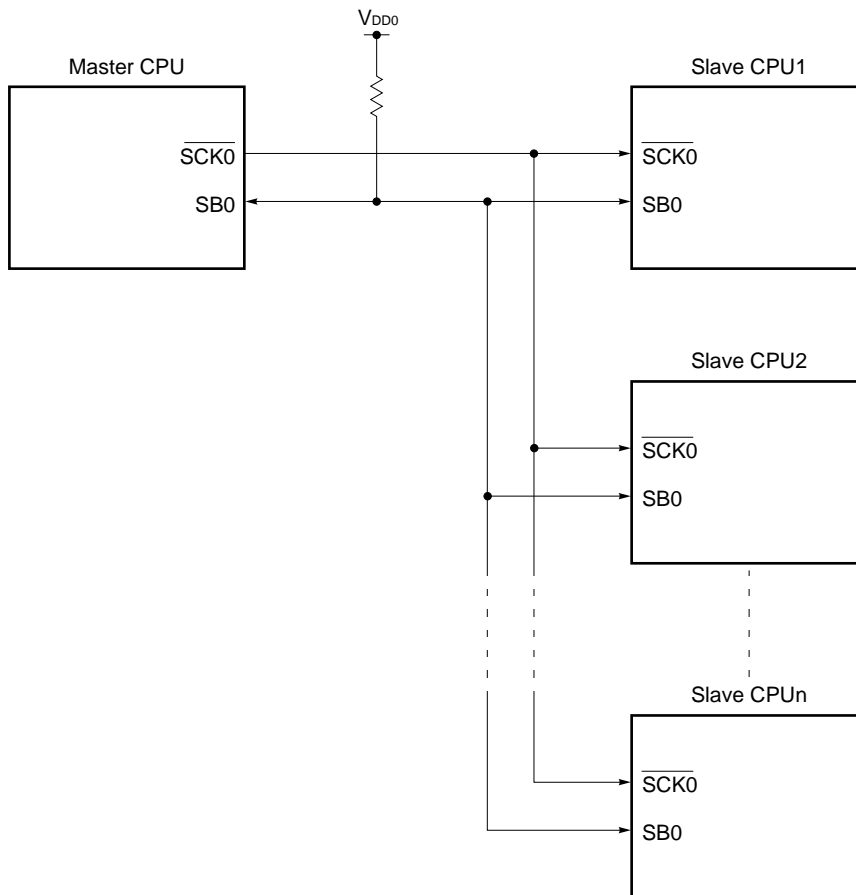 VDD0
Master CPU
Slave CPU1
SCK0
SCK0
SB0
SB0
Slave CPU2
SCK0
SB0
Slave CPUn
SCK0
SB0